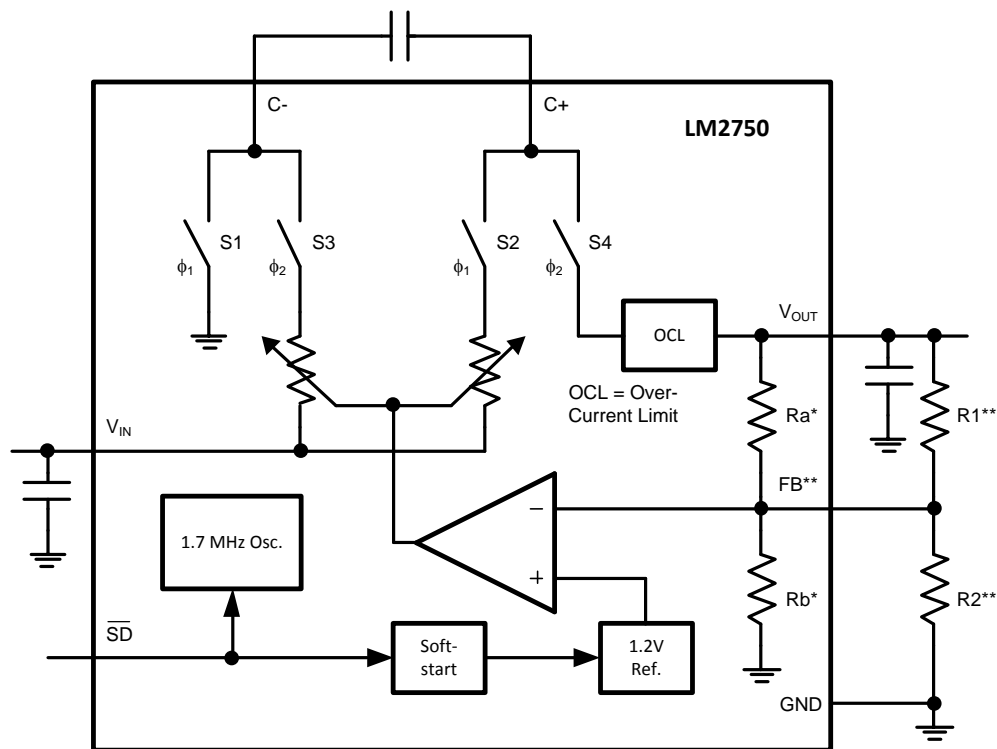 C-
C+
LM2750
S1
S3
S2
S4
ϕ1
ϕ2
ϕ1
ϕ2
OCL
VOUT
OCL = Over-
Current Limit
Ra*
R1**
VIN
FB**
1.7 MHz Osc.
−
+
Rb*
R2**
SD
Soft-
start
1.2V
Ref.
GND